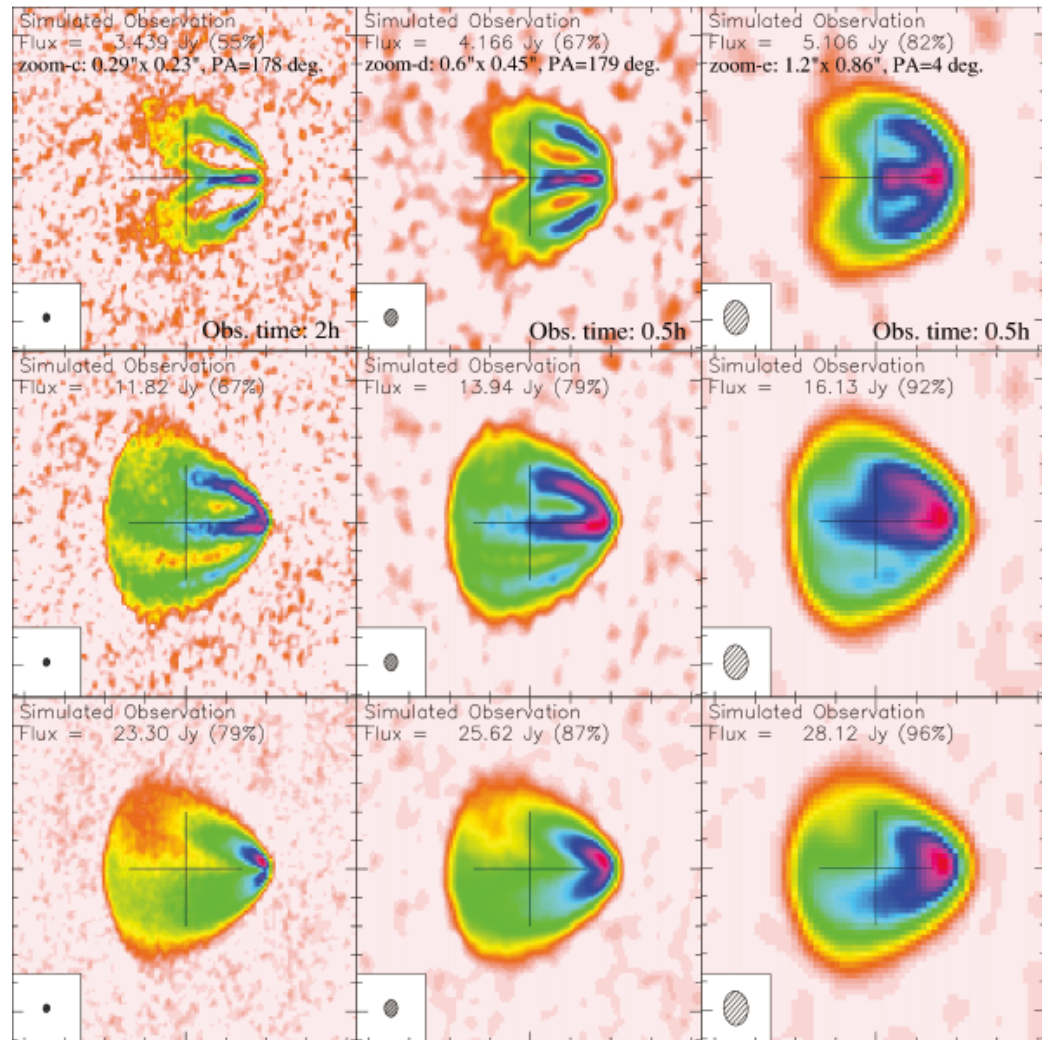 Simulated Observation
Flux = 3.439 Jy (55%)
zoom-c: 0.29"x 0.23", PA=178 deg.
Obs. time: 2h
Simulated Observation
Flux = 4.166 Jy (67%)
zoom-d: 0.6"x 0.45", PA=179 deg.
Obs. time: 0.5h
Simulated Observation
Flux = 5.106 Jy (82%)
zoom-e: 1.2"x 0.86", PA=4 deg.
Obs. time: 0.5h
Simulated Observation
Flux = 11.82 Jy (67%)
Simulated Observation
Flux = 13.94 Jy (79%)
Simulated Observation
Flux = 16.13 Jy (92%)
Simulated Observation
Flux = 23.30 Jy (79%)
Simulated Observation
Flux = 25.62 Jy (87%)
Simulated Observation
Flux = 28.12 Jy (96%)